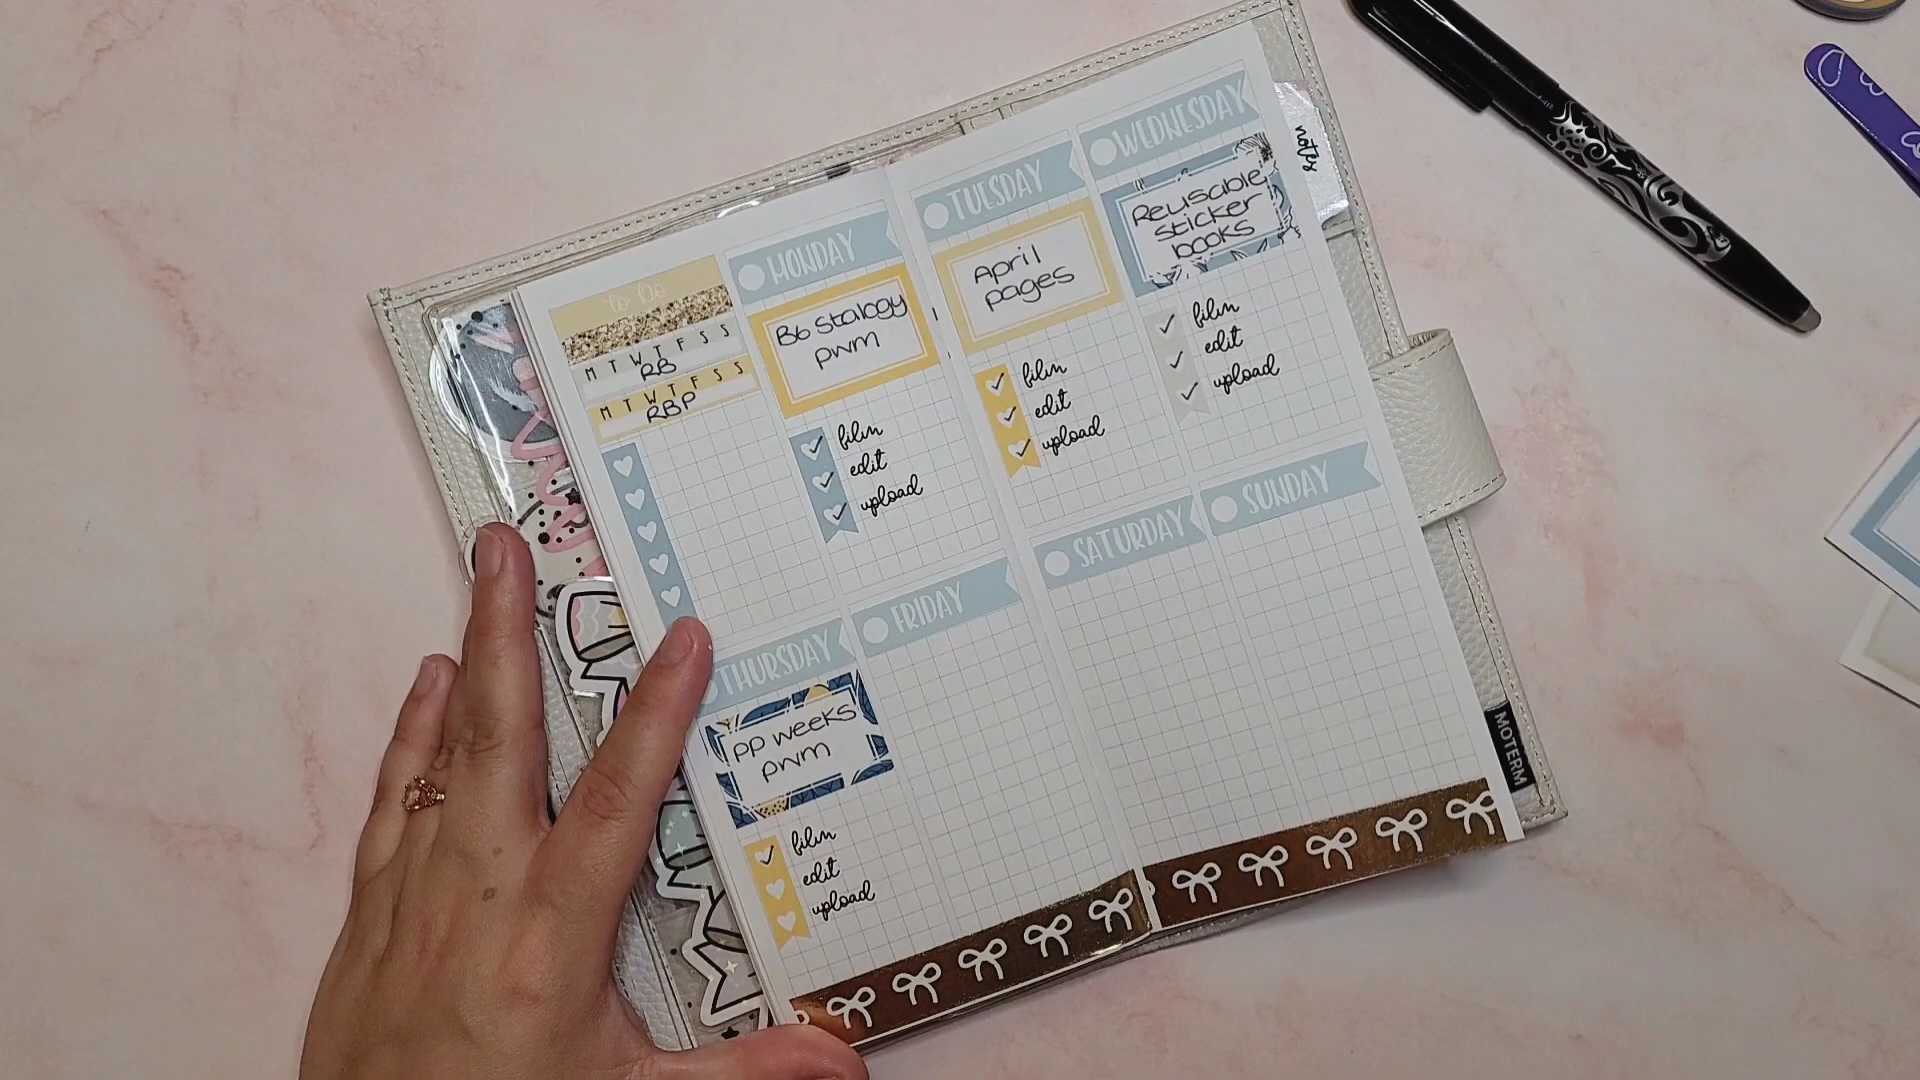 to do
M T W T F S S
RB
M T W T F S S
RBP
MONDAY
B6 Stalogy
pwm
film
edit
upload
TUESDAY
April
pages
film
edit
upload
WEDNESDAY
Reusable
sticker
books
film
edit
upload
THURSDAY
pp weeks
pwm
film
edit
upload
FRIDAY
SATURDAY
SUNDAY
notes
MOTERM